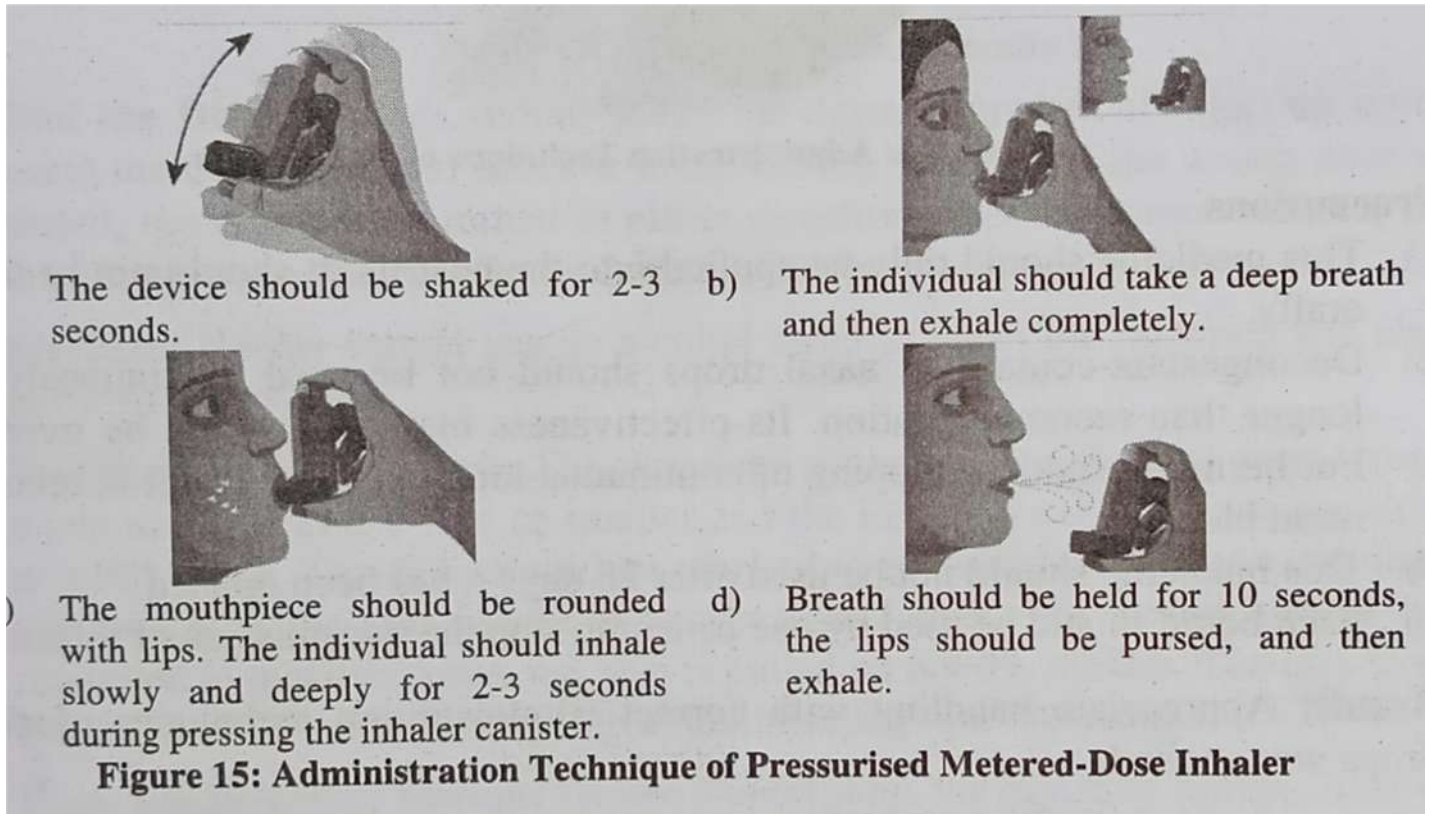 The device should be shaked for 2-3
seconds.
b) The individual should take a deep breath
and then exhale completely.
) The mouthpiece should be rounded
with lips. The individual should inhale
slowly and deeply for 2-3 seconds
during pressing the inhaler canister.
d) Breath should be held for 10 seconds,
the lips should be pursed, and then
exhale.
Figure 15: Administration Technique of Pressurised Metered-Dose Inhaler